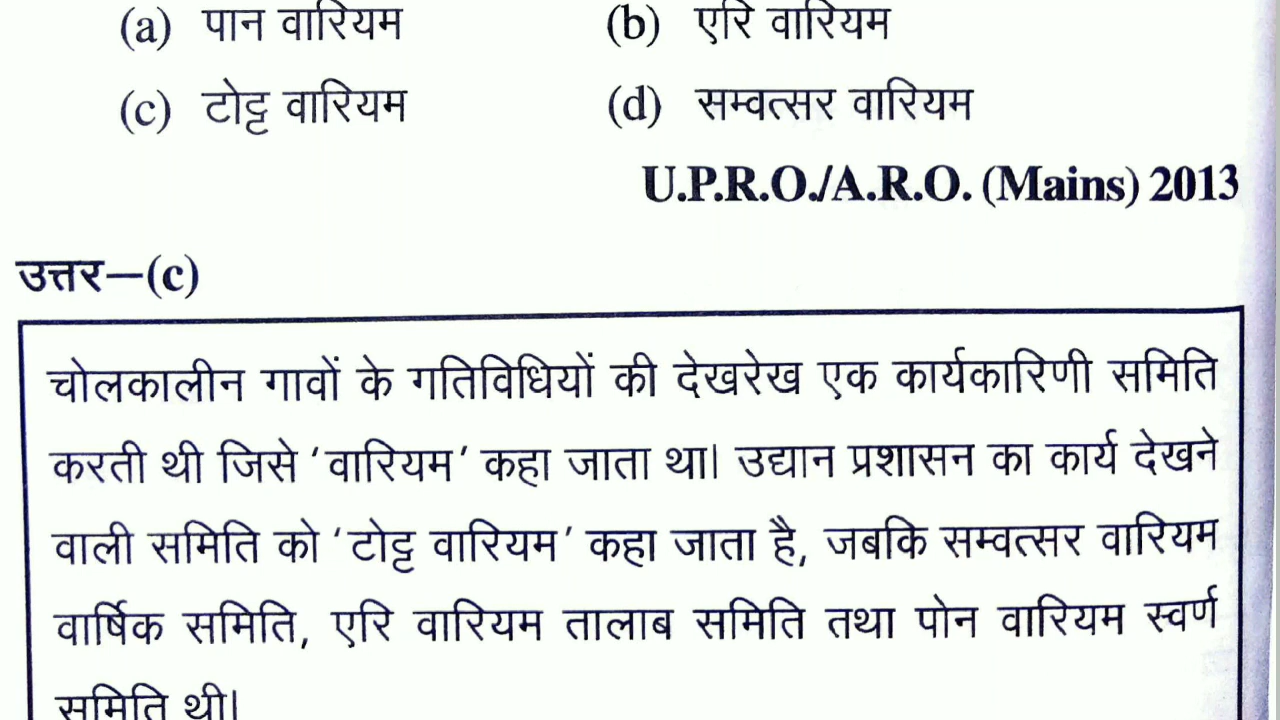 (a) पान वारियम (b) एरि वारियम
(c) टोट्ट वारियम (d) सम्वत्सर वारियम
U.P.R.O./A.R.O. (Mains) 2013
उत्तर—(c)
चोलकालीन गावों के गतिविधियों की देखरेख एक कार्यकारिणी समिति
करती थी जिसे 'वारियम' कहा जाता था। उद्यान प्रशासन का कार्य देखने
वाली समिति को 'टोट्ट वारियम' कहा जाता है, जबकि सम्वत्सर वारियम
वार्षिक समिति, एरि वारियम तालाब समिति तथा पोन वारियम स्वर्ण
समिति थी।